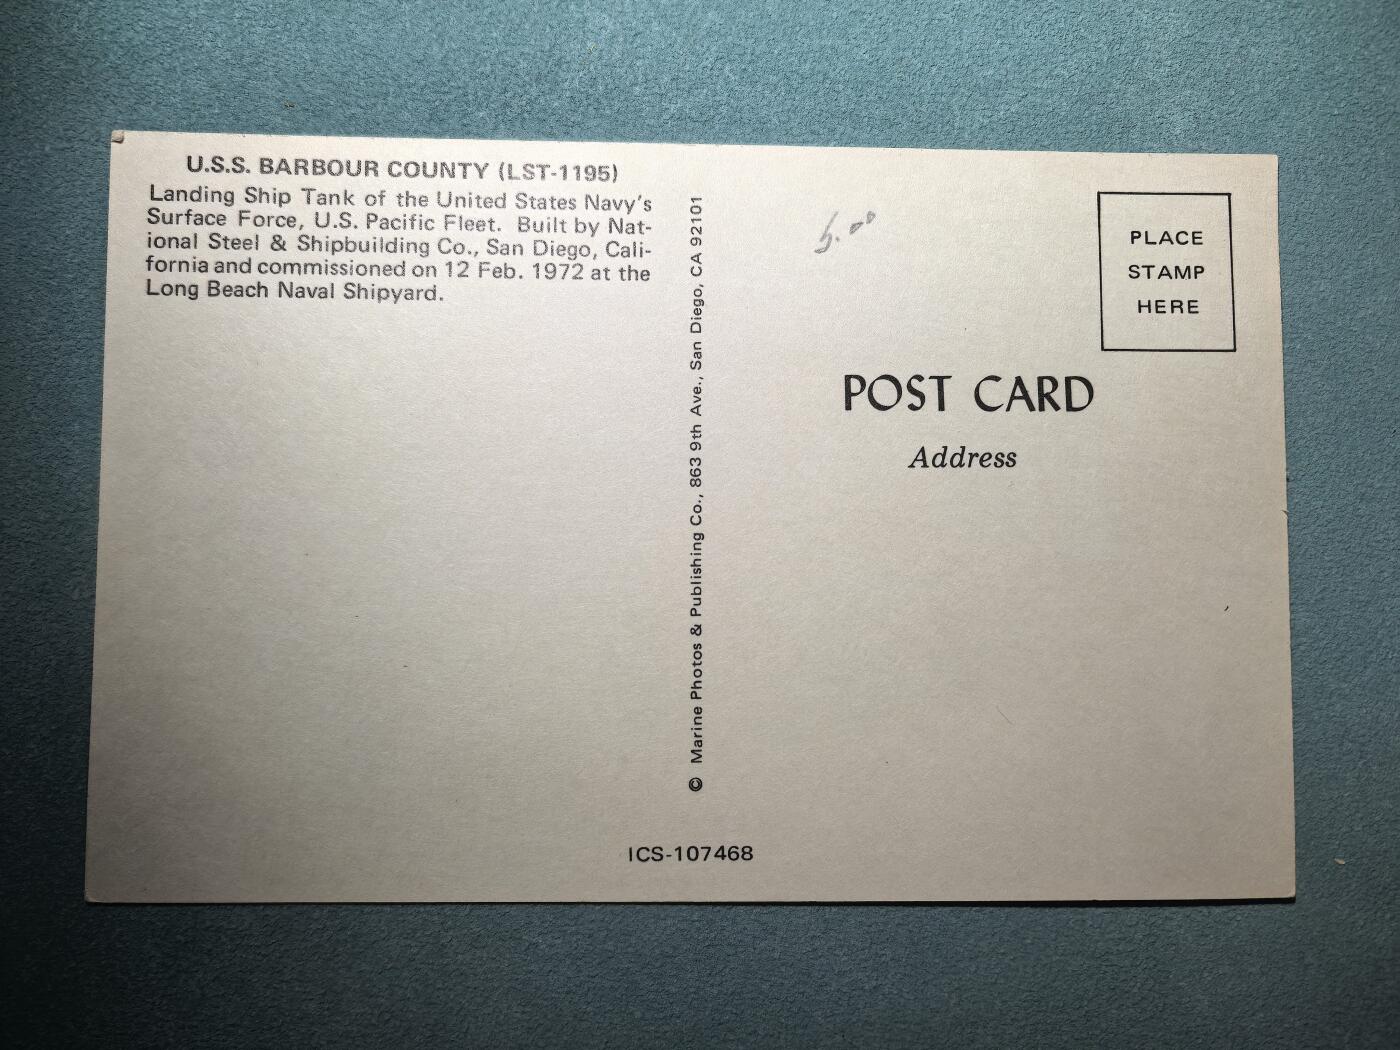 U.S.S. BARBOUR COUNTY (LST-1195)
Landing Ship Tank of the United States Navy's
Surface Force, U.S. Pacific Fleet. Built by Nat-
ional Steel & Shipbuilding Co., San Diego, Cali-
fornia and commissioned on 12 Feb. 1972 at the
Long Beach Naval Shipyard.
© Marine Photos & Publishing Co., 863 9th Ave., San Diego, CA 92101
5.00
PLACE
STAMP
HERE
POST CARD
Address
ICS-107468